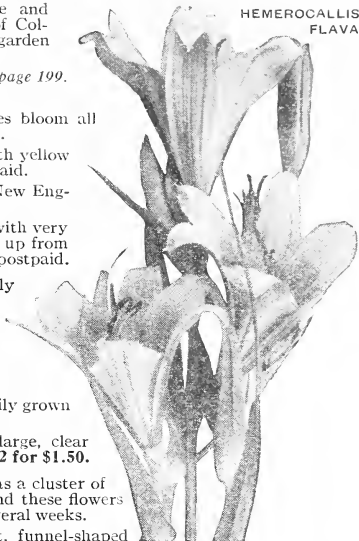 HEMEROCALLIS
FLAVA
e and
of Col-
garden
page 199.
es bloom all
th yellow
aid.
New Eng-
with very
up from
postpaid.
ly
ily grown
large, clear
2 for $1.50.
as a cluster of
nd these flowers
veral weeks.
t, funnel-shaped